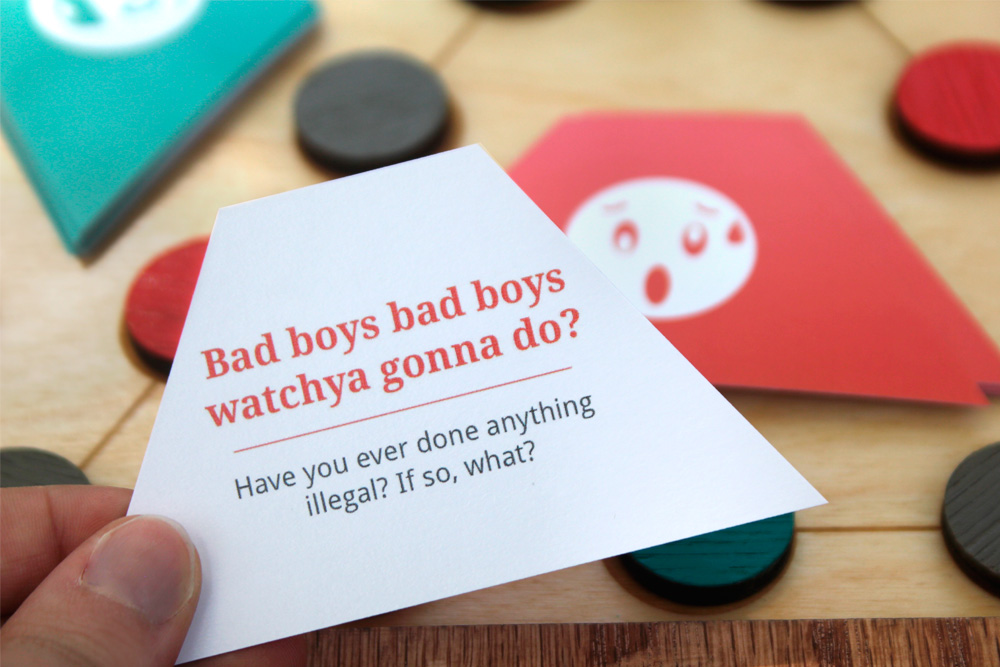 Bad boys bad boys
watchya gonna do?
Have you ever done anything
illegal? If so, what?